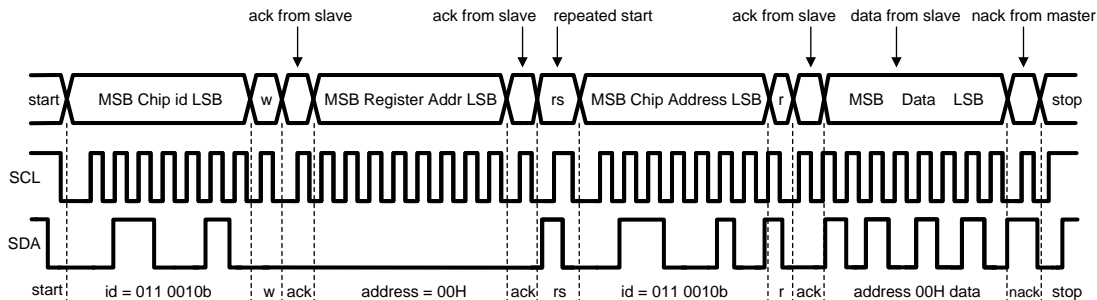 ack from slave ack from slave repeated start ack from slave data from slave nack from master
start MSB Chip id LSB w MSB Register Addr LSB rs MSB Chip Address LSB r MSB Data LSB stop
SCL
SDA
start id = 011 0010b w ack address = 00H ack rs id = 011 0010b r ack address 00H data nack stop